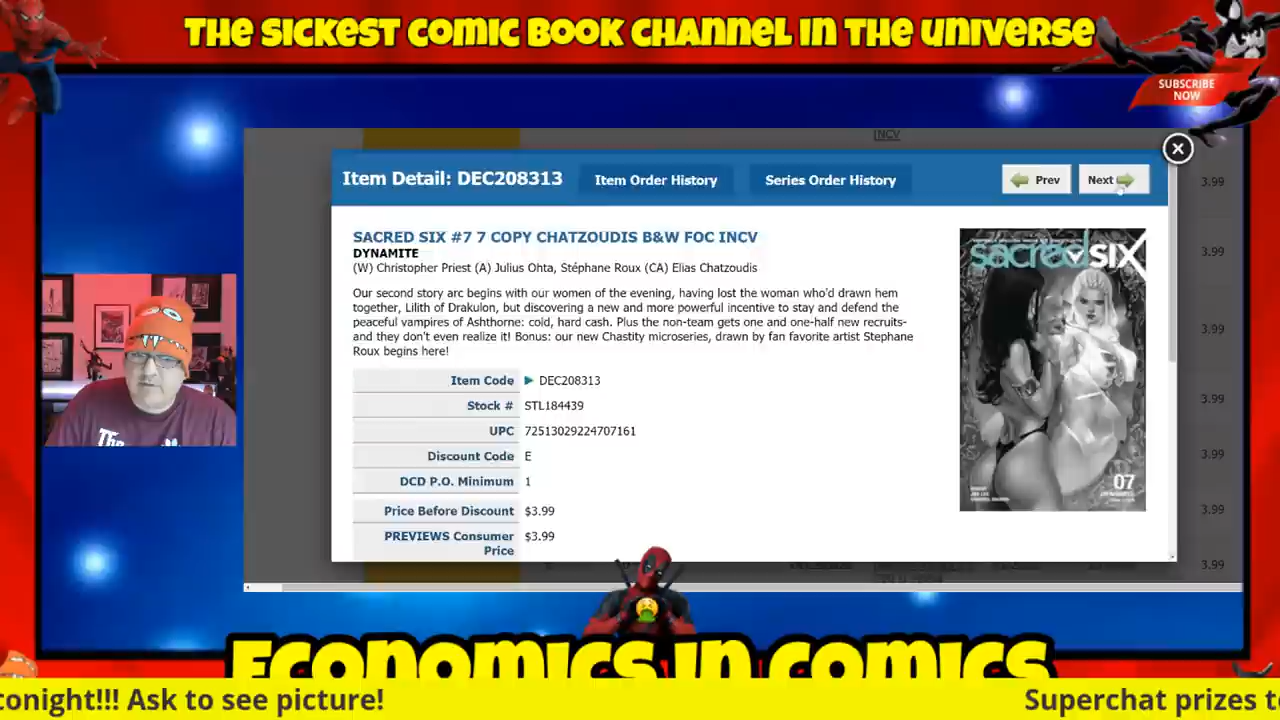 THE SICKEST COMIC BOOK CHANNEL IN THE UNIVERSE
SUBSCRIBE
NOW
INCV
Item Detail: DEC208313
Item Order History
Series Order History
Prev
Next
3.99
SACRED SIX #7 7 COPY CHATZOUDIS B&W FOC INCV
DYNAMITE
(W) Christopher Priest (A) Julius Ohta, Stéphane Roux (CA) Elias Chatzoudis
Our second story arc begins with our women of the evening, having lost the woman who'd drawn hem
together, Lilith of Drakulon, but discovering a new and more powerful incentive to stay and defend the
peaceful vampires of Ashthorne: cold, hard cash. Plus the non-team gets one and one-half new recruits-
and they don't even realize it! Bonus: our new Chastity microseries, drawn by fan favorite artist Stephane
Roux begins here!
sacred six
07
Item Code DEC208313
Stock # STL184439
UPC 72513029224707161
Discount Code E
DCD P.O. Minimum 1
Price Before Discount $3.99
PREVIEWS Consumer
Price $3.99
3.99
3.99
3.99
3.99
3.99
Th
ECONOMICS IN COMICS
tonight!!! Ask to see picture!
Superchat prizes t